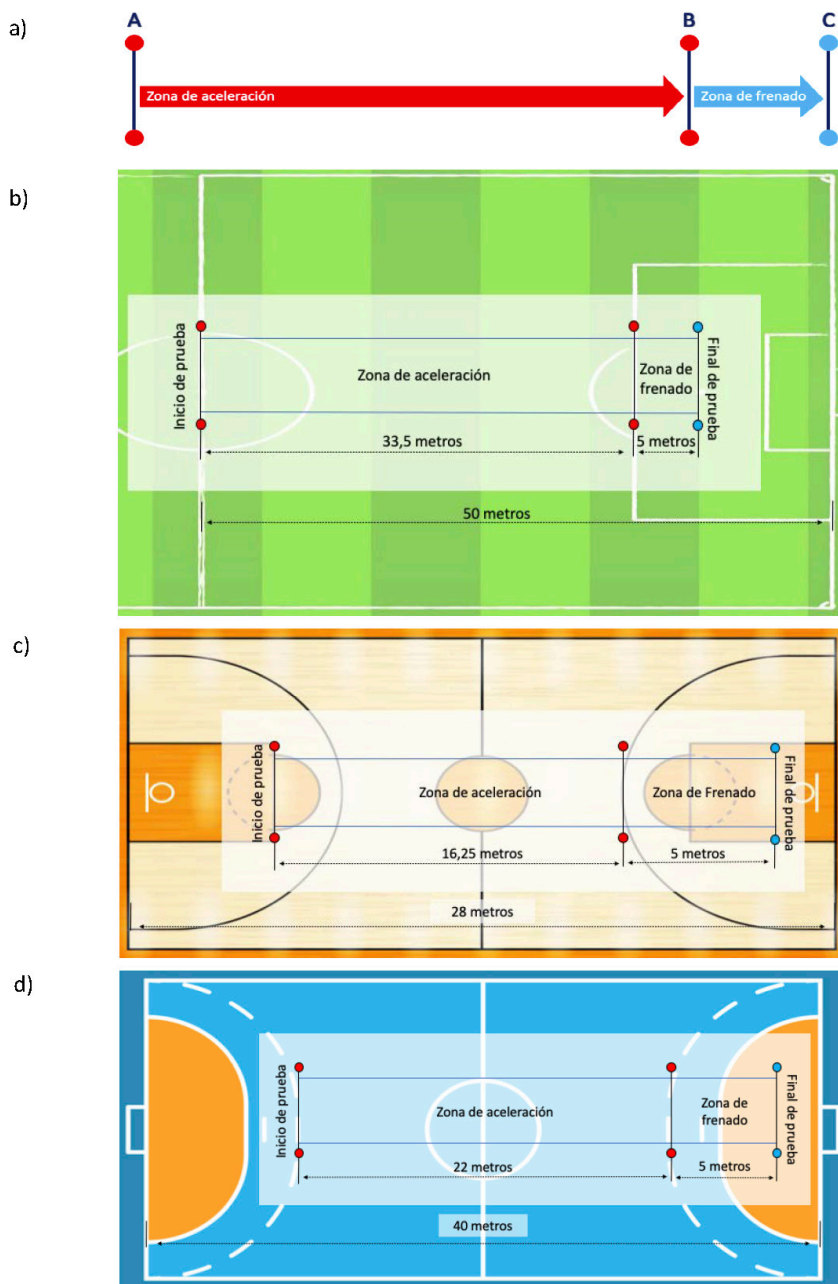 a)
A
B
C
Zona de aceleración
Zona de frenado
b)
Inicio de prueba
Zona de aceleración
Zona de
frenado
Final de prueba
33,5 metros
5 metros
50 metros
c)
Inicio de prueba
Zona de aceleración
Zona de Frenado
Final de prueba
16,25 metros
5 metros
28 metros
d)
Inicio de prueba
Zona de aceleración
Zona de
frenado
Final de prueba
22 metros
5 metros
40 metros